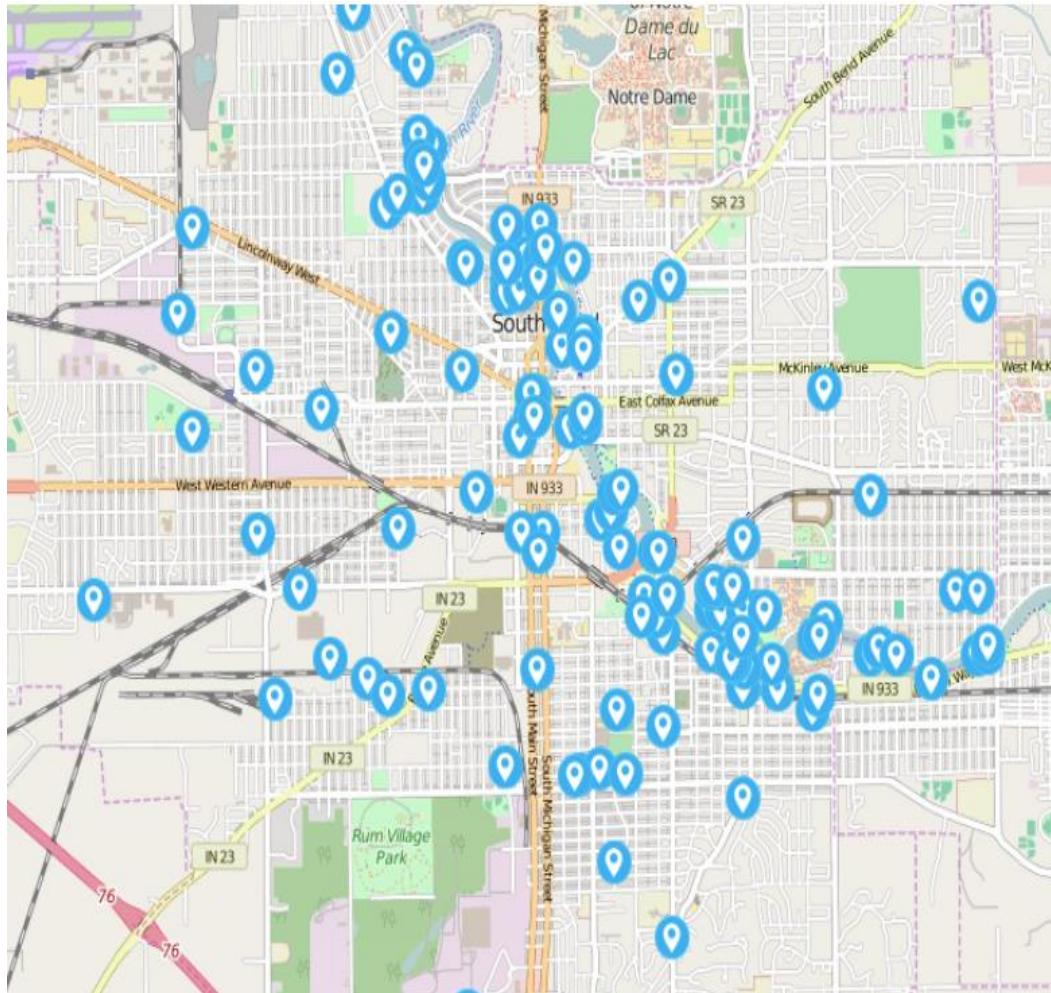 Dame du
Lac
Notre Dame
South Bend Avenue
Michigan Street
River
IN 933
SR 23
Lincolnway West
South
McKinley Avenue
West McK
East Colfax Avenue
SR 23
West Western Avenue
IN 933
IN 23
Avenue
IN 933
IN 23
South Main Street
South Michigan Street
Rum Village
Park
IN 23
76
76